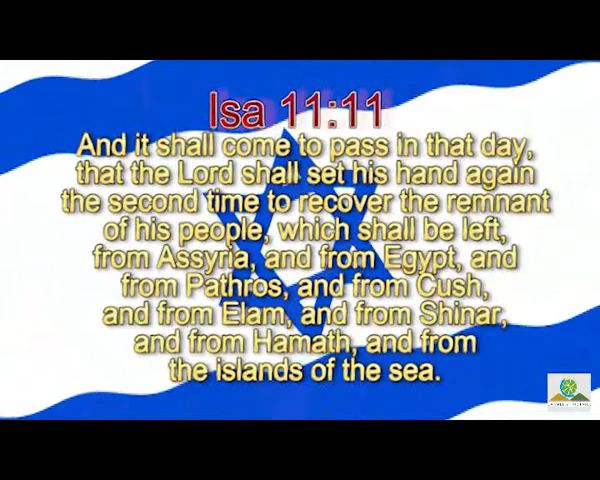 Isa 11:11
And it shall come to pass in that day,
that the Lord shall set his hand again
the second time to recover the remnant
of his people, which shall be left,
from Assyria, and from Egypt, and
from Pathros, and from Cush,
and from Elam, and from Shinar,
and from Hamath, and from
the islands of the sea.